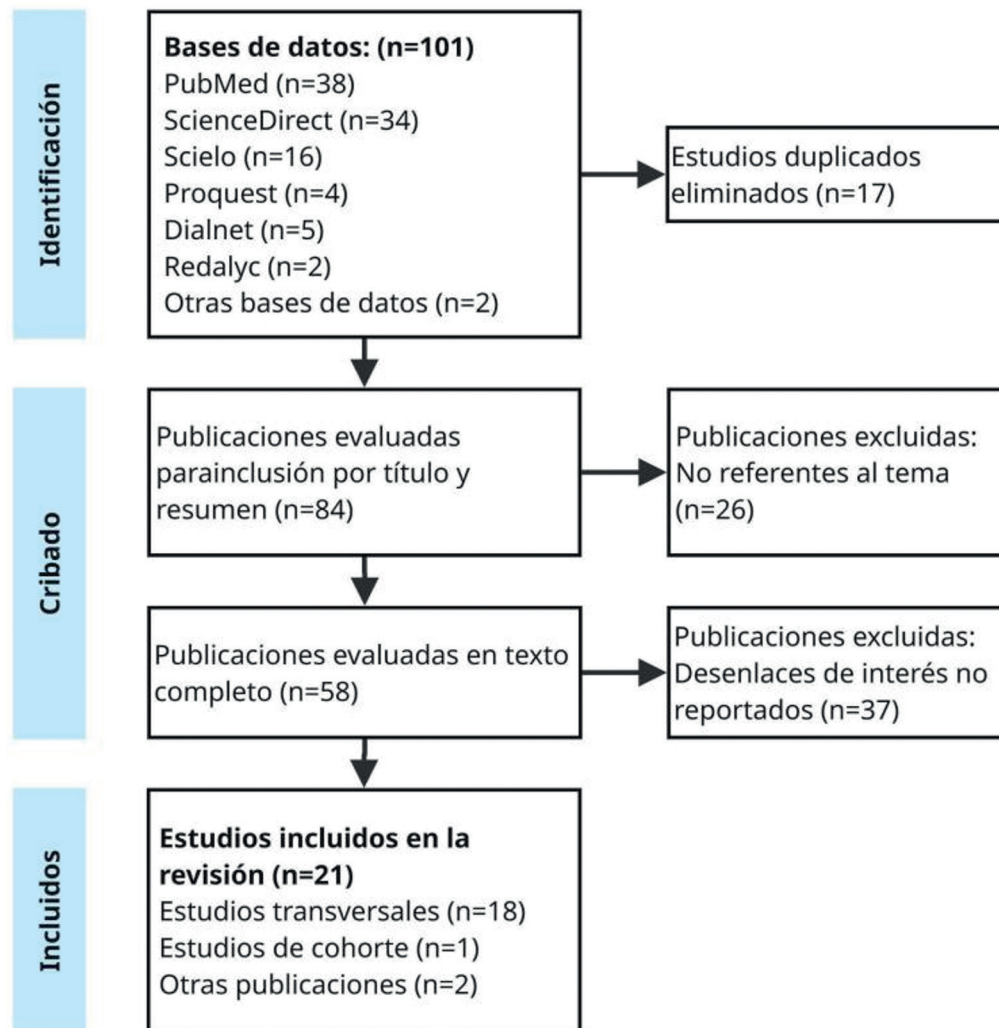 Identificación
Bases de datos: (n=101)
PubMed (n=38)
ScienceDirect (n=34)
Scielo (n=16)
Proquest (n=4)
Dialnet (n=5)
Redalyc (n=2)
Otras bases de datos (n=2)
Estudios duplicados
eliminados (n=17)
Cribado
Publicaciones evaluadas
parainclusión por título y
resumen (n=84)
Publicaciones excluidas:
No referentes al tema
(n=26)
Publicaciones evaluadas en texto
completo (n=58)
Publicaciones excluidas:
Desenlaces de interés no
reportados (n=37)
Incluidos
Estudios incluidos en la
revisión (n=21)
Estudios transversales (n=18)
Estudios de cohorte (n=1)
Otras publicaciones (n=2)